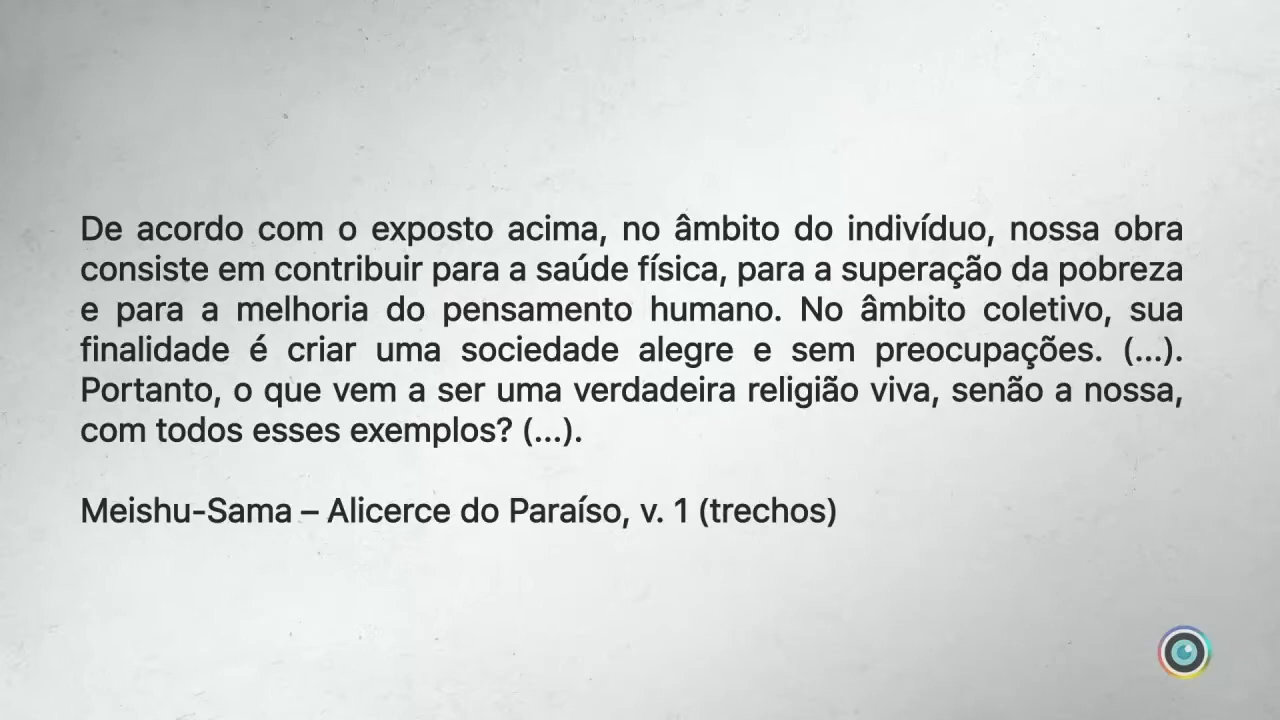 De acordo com o exposto acima, no âmbito do indivíduo, nossa obra
consiste em contribuir para a saúde física, para a superação da pobreza
e para a melhoria do pensamento humano. No âmbito coletivo, sua
finalidade é criar uma sociedade alegre e sem preocupações. (...).
Portanto, o que vem a ser uma verdadeira religião viva, senão a nossa,
com todos esses exemplos? (...).
Meishu-Sama – Alicerce do Paraíso, v. 1 (trechos)